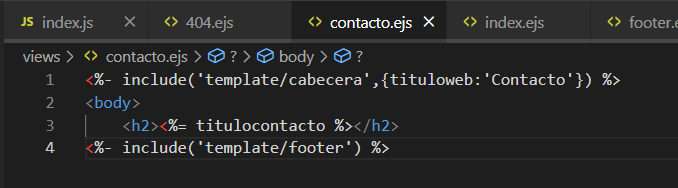 JS index.js <> 404.ejs <> contacto.ejs × <> index.ejs <> footer.e
views > <> contacto.ejs > ? > body > ?
1 <%- include('template/cabecera',{tituloweb:'Contacto'}) %>
2 <body>
3 <h2><%= titulocontacto %></h2>
4 <%- include('template/footer') %>